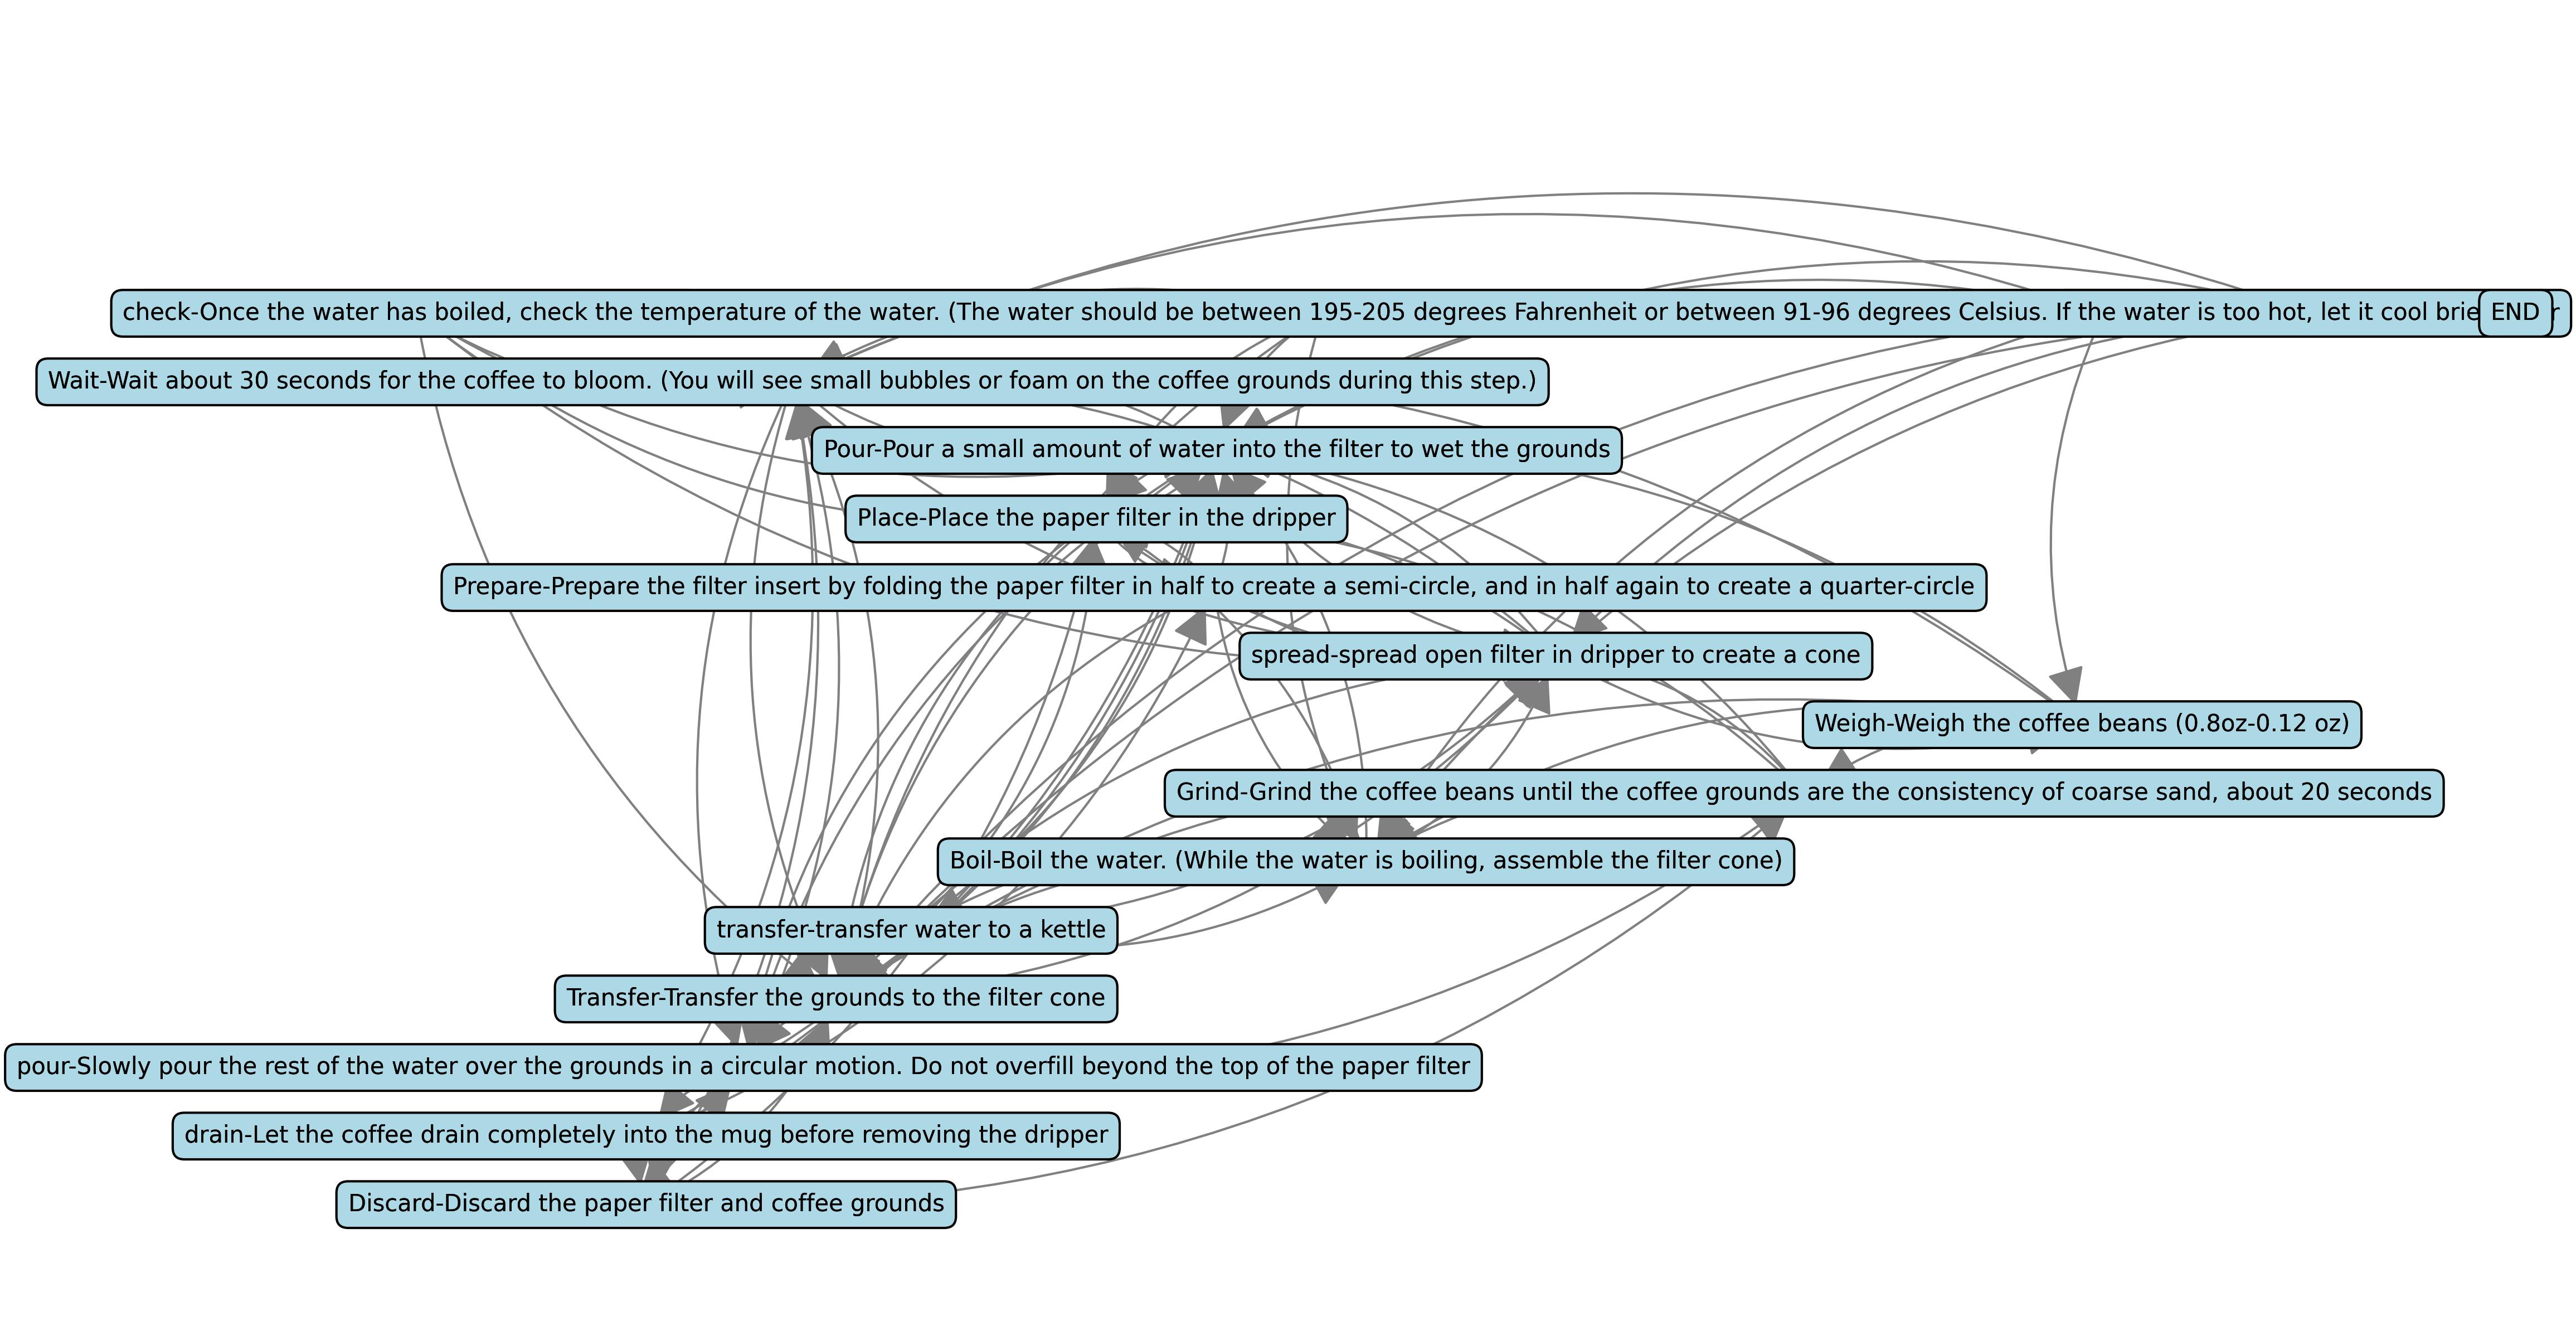 check-Once the water has boiled, check the temperature of the water. (The water should be between 195-205 degrees Fahrenheit or between 91-96 degrees Celsius. If the water is too hot, let it cool
END
Wait-Wait about 30 seconds for the coffee to bloom. (You will see small bubbles or foam on the coffee grounds during this step.)
Pour-Pour a small amount of water into the filter to wet the grounds
Place-Place the paper filter in the dripper
Prepare-Prepare the filter insert by folding the paper filter in half to create a semi-circle, and in half again to create a quarter-circle
spread-spread open filter in dripper to create a cone
Weigh-Weigh the coffee beans (0.8oz-0.12 oz)
Grind-Grind the coffee beans until the coffee grounds are the consistency of coarse sand, about 20 seconds
Boil-Boil the water. (While the water is boiling, assemble the filter cone)
transfer-transfer water to a kettle
Transfer-Transfer the grounds to the filter cone
pour-Slowly pour the rest of the water over the grounds in a circular motion. Do not overfill beyond the top of the paper filter
drain-Let the coffee drain completely into the mug before removing the dripper
Discard-Discard the paper filter and coffee grounds